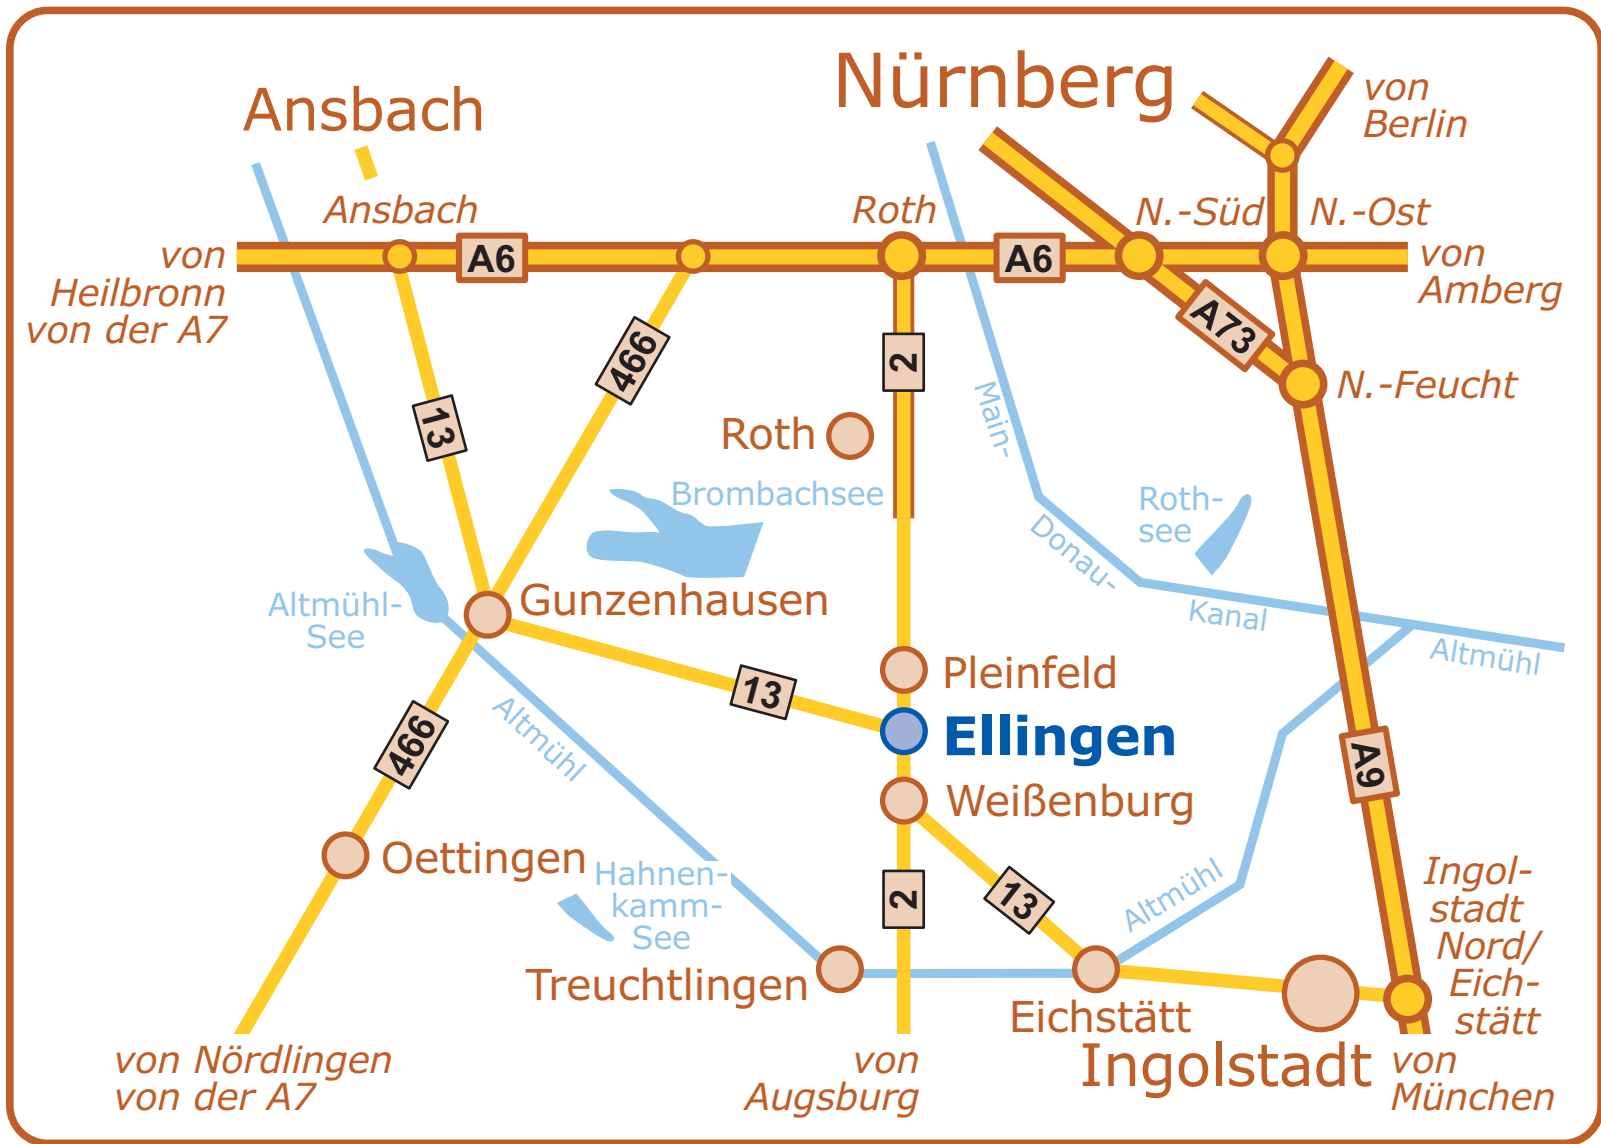 Nürnberg
Ansbach
von
Berlin
Ansbach
Roth
N.-Süd
N.-Ost
von
Heilbronn
von der A7
A6
A6
von
Amberg
A73
466
2
13
N.-Feucht
Main-
Roth
Brombachsee
Roth-
see
Donau-
Kanal
Altmühl-
See
Gunzenhausen
Altmühl
Pleinfeld
13
Altmühl
466
Ellingen
A9
Weißenburg
Oettingen
Hahnen-
kamm-
See
2
13
Altmühl
Ingol-
stadt
Nord/
Eich-
stätt
Treuchtlingen
Eichstätt
Ingolstadt
von Nördlingen
von der A7
von
Augsburg
von
München